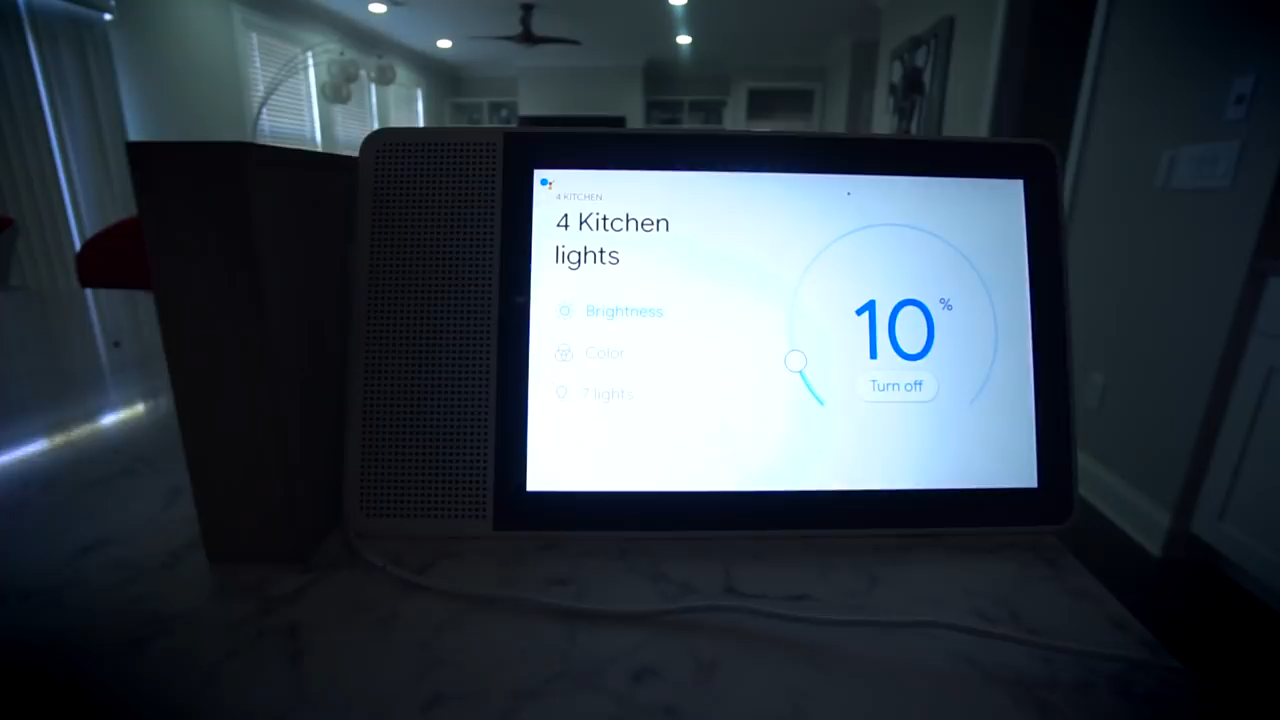 4 KITCHEN
4 Kitchen
lights
Brightness
Color
7 lights
10%
Turn off